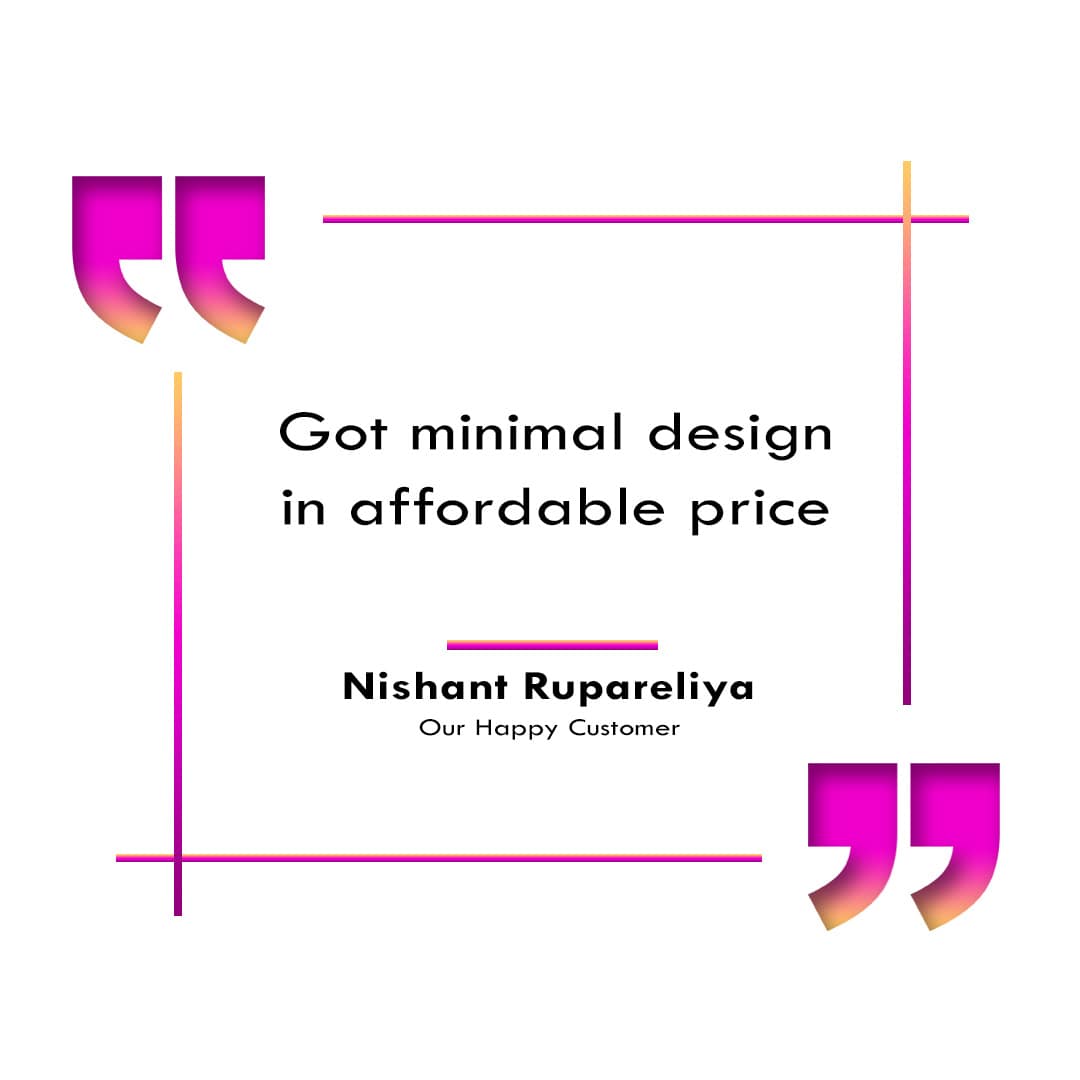 Got minimal design
in affordable price
Nishant Rupareliya
Our Happy Customer